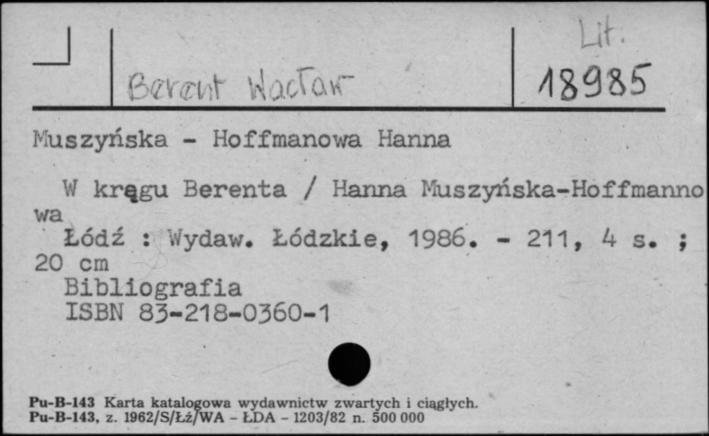 Lit.
Berent Wacław
18985
Muszyńska - Hoffmanowa Hanna
W kręgu Berenta / Hanna Muszyńska-Hoffmanno
wa
Łódź : Wydaw. Łódzkie, 1986. - 211, 4 s. ;
20 cm
Bibliografia
ISBN 83-218-0360-1
Pu-B-143 Karta katalogowa wydawnictw zwartych i ciągłych.
Pu-B-143, z. 1962/S/Łź/WA - ŁDA - 1203/82 n. 500 000